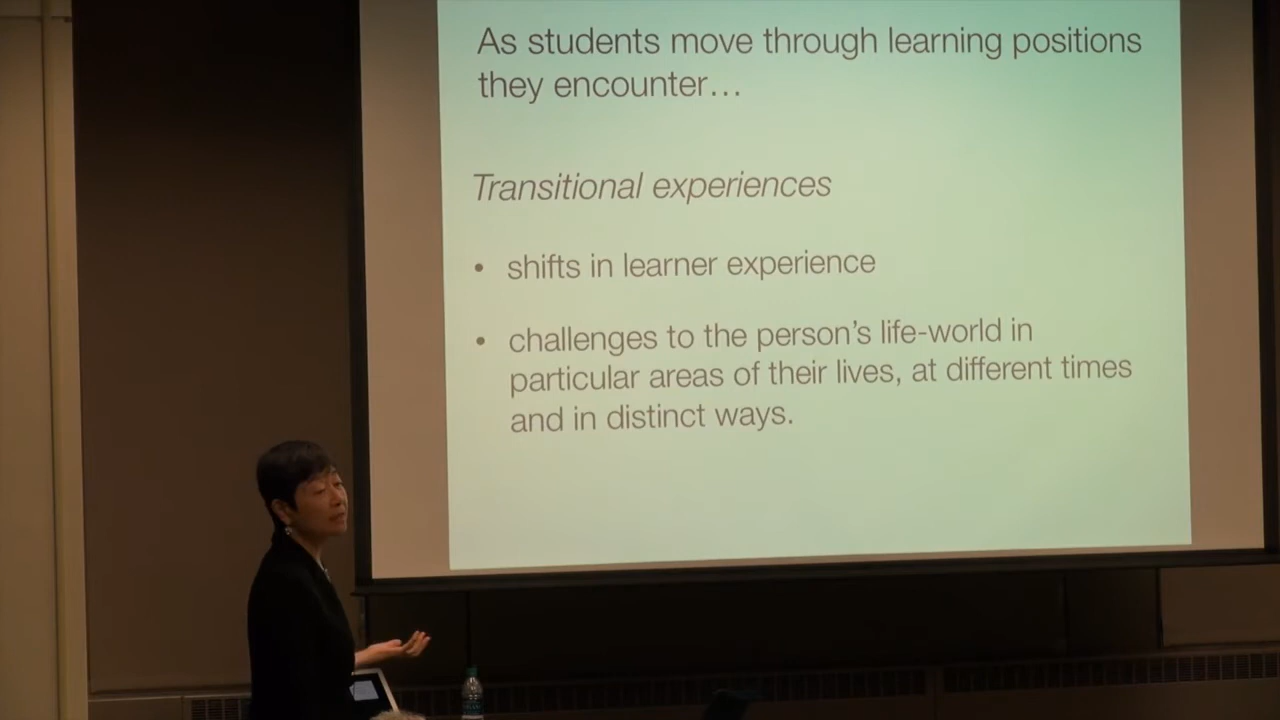 As students move through learning positions
they encounter…
Transitional experiences
• shifts in learner experience
• challenges to the person’s life-world in
particular areas of their lives, at different times
and in distinct ways.